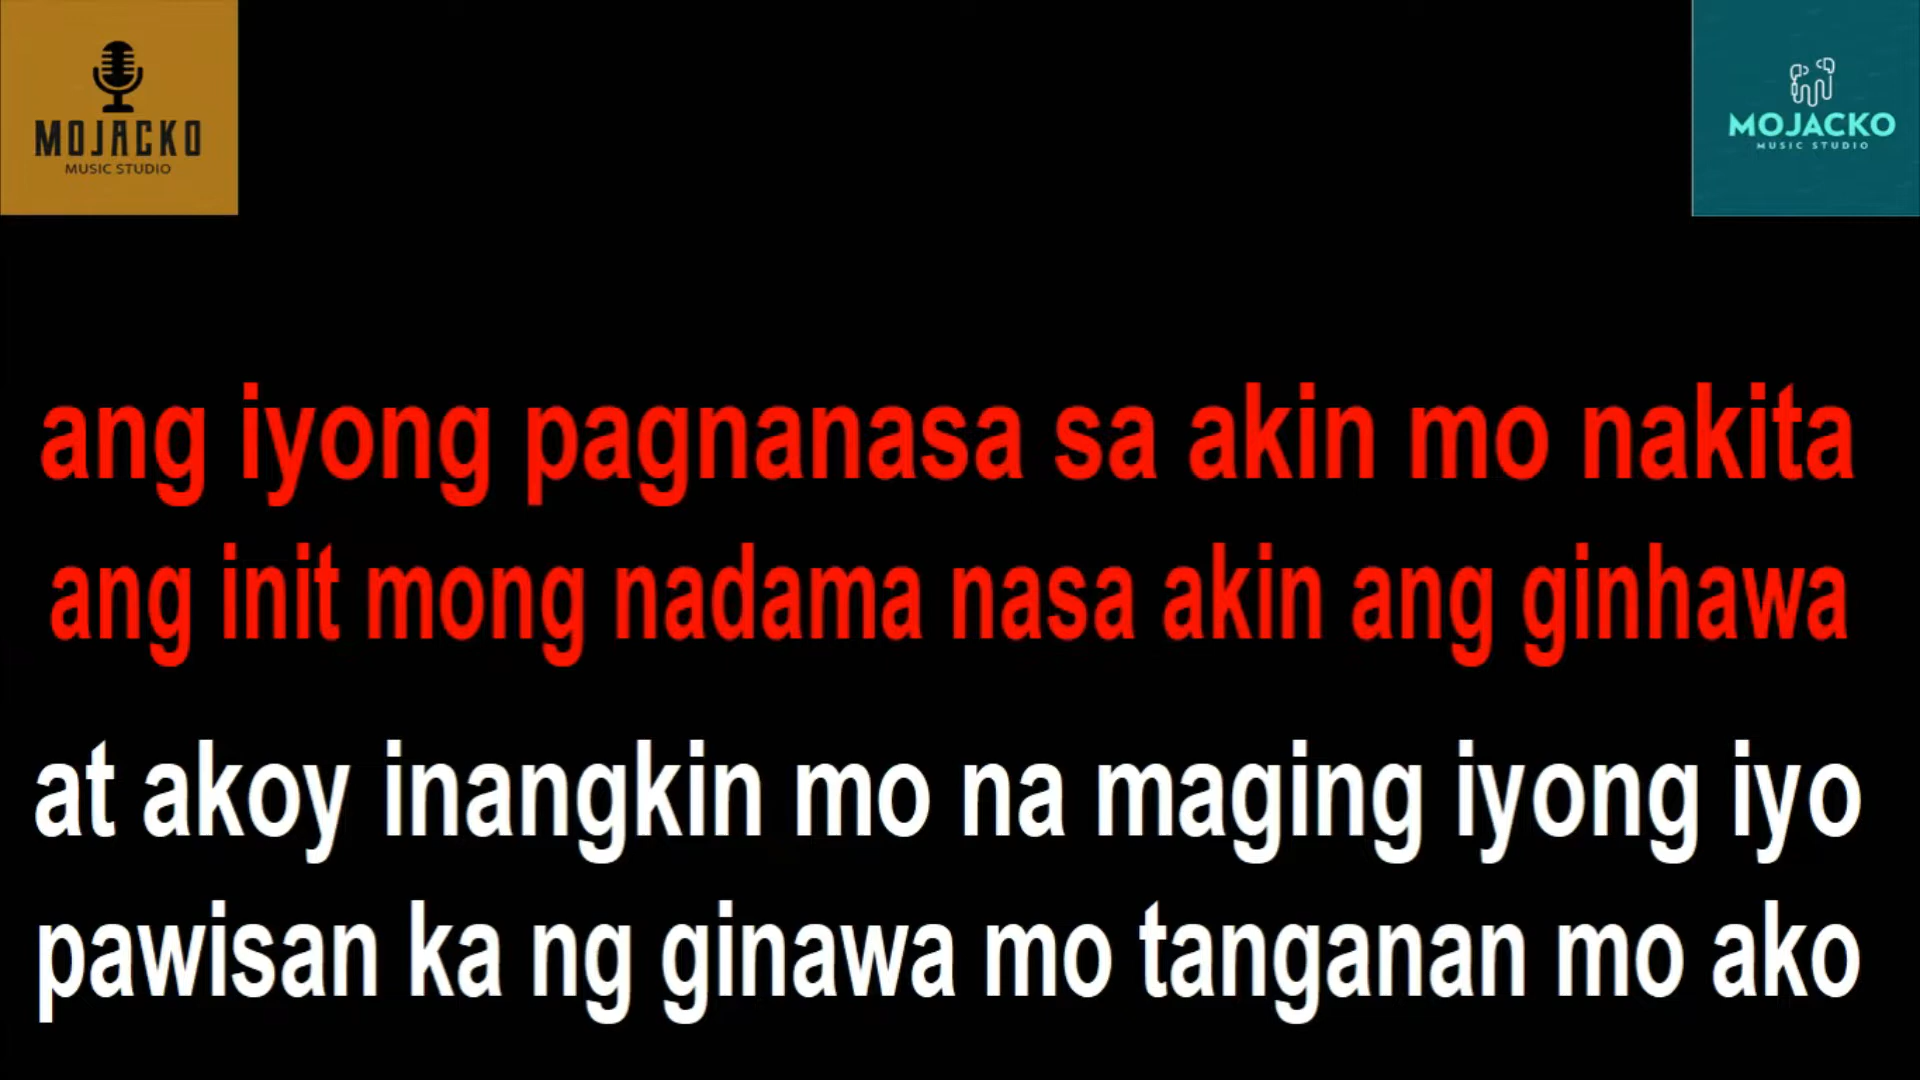 MOJACKO
MUSIC STUDIO
MOJACKO
MUSIC STUDIO
ang iyong pagnanasa sa akin mo nakita
ang init mong nadama nasa akin ang ginhawa
at akoy inangkin mo na maging iyong iyo
pawisan ka ng ginawa mo tanganan mo ako